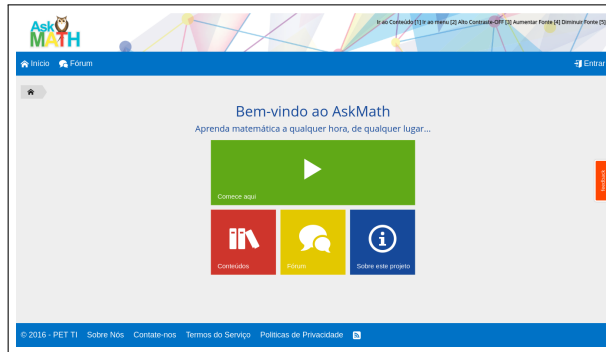 Ask
MATH
Ir ao Conteúdo [1] Ir ao menu [2] Alto Contraste-OFF [3] Aumentar Fonte [4] Diminuir Fonte [5]
Início Fórum Entrar
Bem-vindo ao AskMath
Aprenda matemática a qualquer hora, de qualquer lugar...
Comece aqui
Conteúdos Fórum Sobre este projeto
feedback
© 2016 - PET TI Sobre Nós Contate-nos Termos do Serviço Políticas de Privacidade